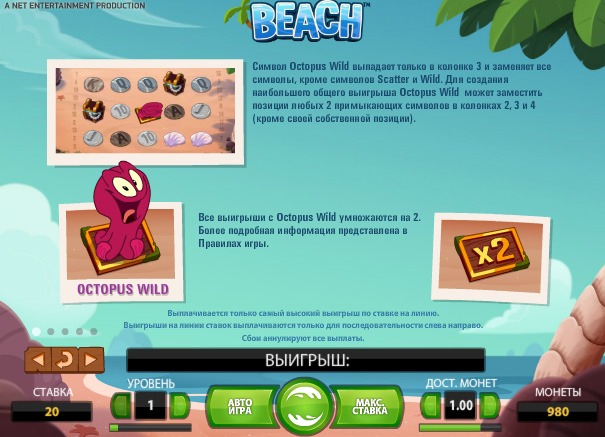 A NET ENTERTAINMENT PRODUCTION
BEACH™
Символ Octopus Wild выпадает только в колонке 3 и заменяет все
символы, кроме символов Scatter и Wild. Для создания
наибольшего общего выигрыша Octopus Wild может заместить
позиции любых 2 примыкающих символов в колонках 2, 3 и 4
(кроме своей собственной позиции).
Все выигрыши с Octopus Wild умножаются на 2.
Более подробная информация представлена в
Правилах игры.
x2
OCTOPUS WILD
Выплачивается только самый высокий выигрыш по ставке на линию.
Выигрыши на линии ставок выплачиваются только для последовательности слева направо.
Сбои аннулируют все выплаты.
ВЫИГРЫШ:
СТАВКА
20
УРОВЕНЬ
1
АВТО
ИГРА
МАКС.
СТАВКА
ДОСТ. МОНЕТ
1.00
МОНЕТЫ
980